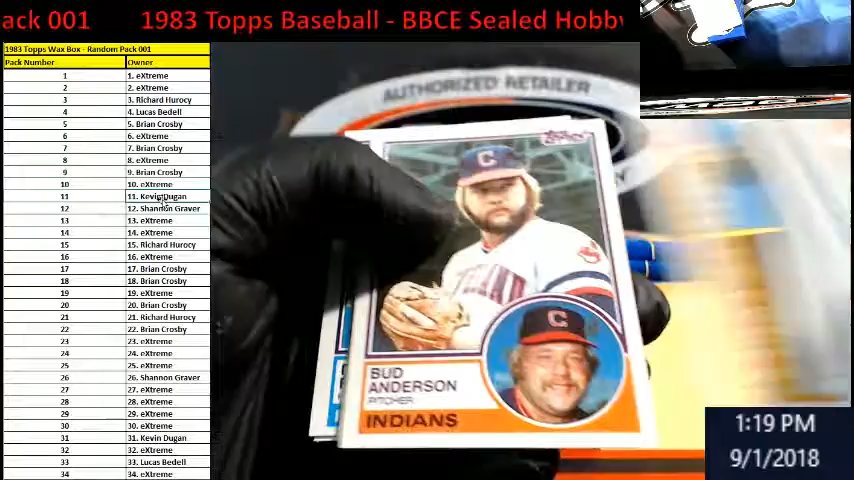 ack 001 1983 Topps Baseball - BBCE Sealed Hobby
1983 Topps Wax Box - Random Pack 001
Pack Number Owner
1 1. eXtreme
2 2. eXtreme
3 3. Richard Hurocy
4 4. Lucas Bedell
5 5. Brian Crosby
6 6. eXtreme
7 7. Brian Crosby
8 8. eXtreme
9 9. Brian Crosby
10 10. eXtreme
11 11. Kevin Dugan
12 12. Shannon Graver
13 13. eXtreme
14 14. eXtreme
15 15. Richard Hurocy
16 16. eXtreme
17 17. Brian Crosby
18 18. Brian Crosby
19 19. eXtreme
20 20. Brian Crosby
21 21. Richard Hurocy
22 22. Brian Crosby
23 23. eXtreme
24 24. eXtreme
25 25. eXtreme
26 26. Shannon Graver
27 27. eXtreme
28 28. eXtreme
29 29. eXtreme
30 30. eXtreme
31 31. Kevin Dugan
32 32. eXtreme
33 33. Lucas Bedell
34 34. eXtreme
AUTHORIZED RETAILER
Topps
C
C
BUD
ANDERSON
PITCHER
INDIANS
1:19 PM
9/1/2018